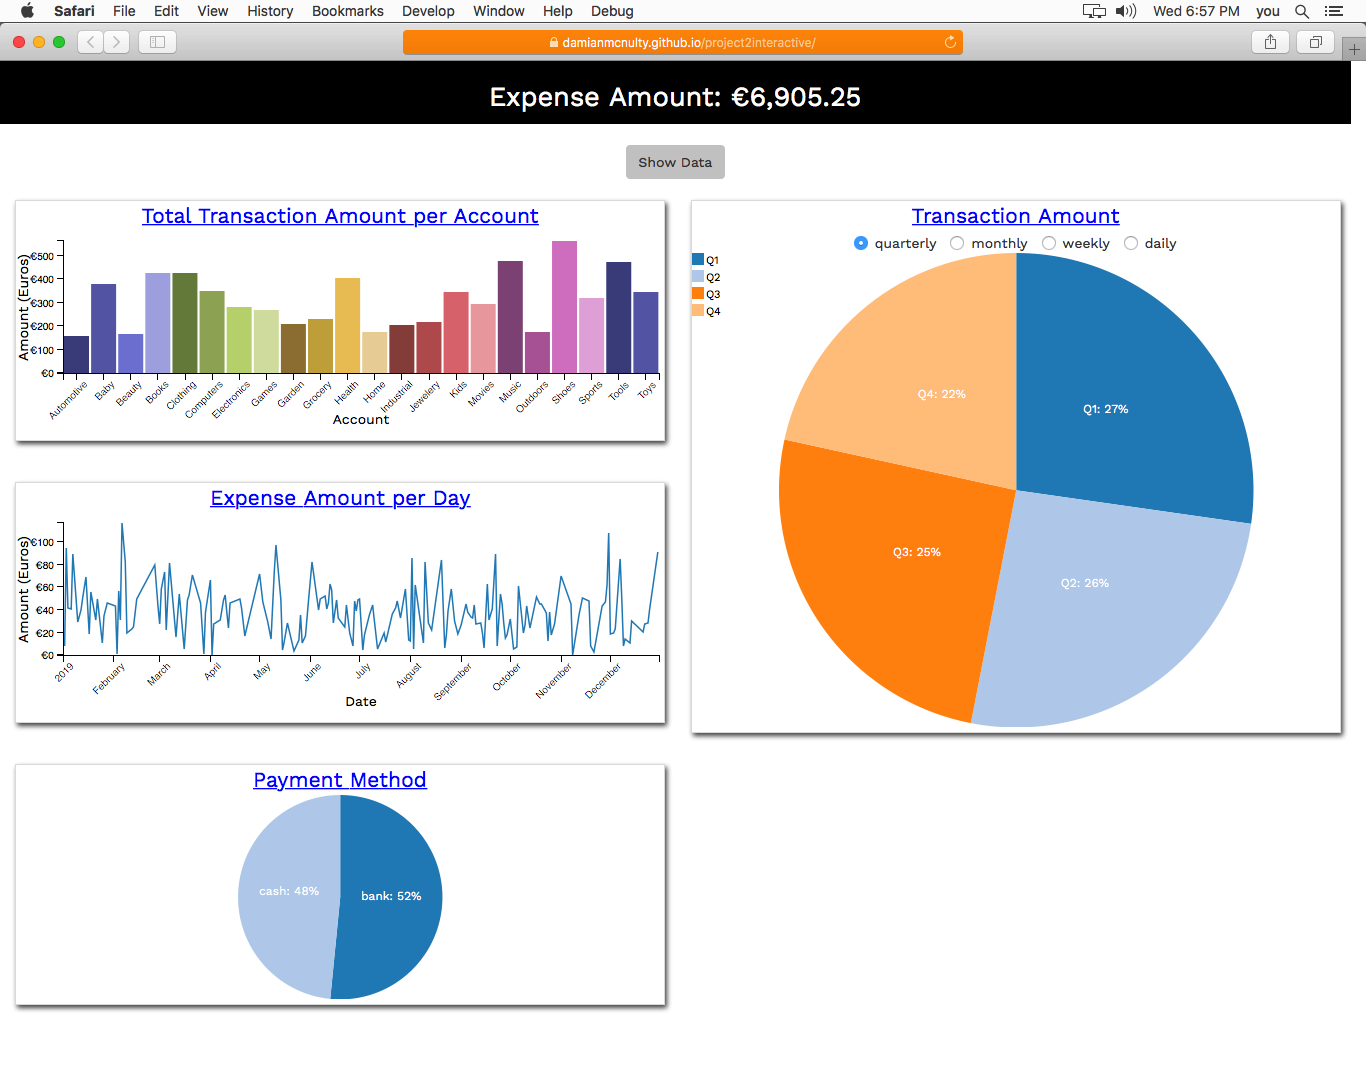 Safari File Edit View History Bookmarks Develop Window Help Debug Wed 6:57 PM you
damianmcnulty.github.io/project2interactive/
Expense Amount: €6,905.25
Show Data
Total Transaction Amount per Account
Amount (Euros)
€500
€400
€300
€200
€100
€0
Automotive Baby Beauty Books Clothing Computers Electronics Games Garden Grocery Health Home Industrial Jewelery Kids Movies Music Outdoors Shoes Sports Tools Toys
Account
Transaction Amount
quarterly monthly weekly daily
Q1
Q2
Q3
Q4
Q4: 22%
Q1: 27%
Q3: 25%
Q2: 26%
Expense Amount per Day
Amount (Euros)
€100
€80
€60
€40
€20
€0
2019 February March April May June July August September October November December
Date
Payment Method
cash: 48%
bank: 52%